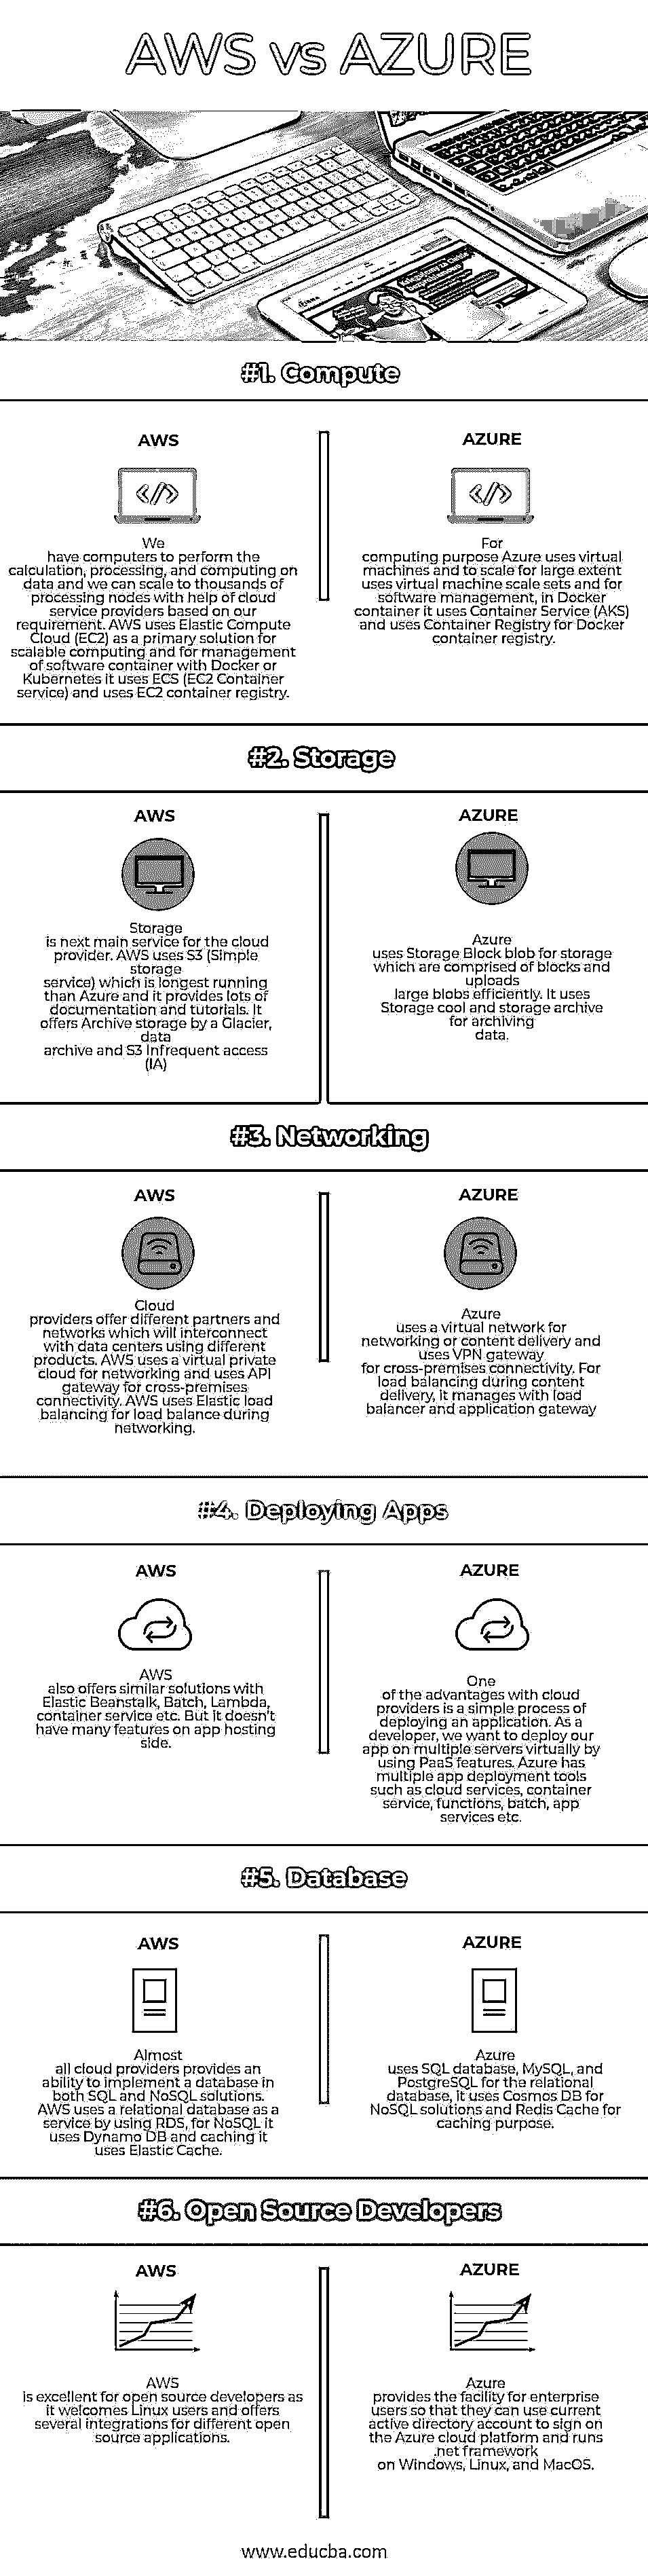 AWS vs AZURE
#1. Compute
AWS
We
have computers to perform the
calculation, processing, and computing on
data and we can scale to thousands of
processing nodes with help of cloud
service providers based on our
requirement. AWS uses Elastic Compute
Cloud (EC2) as a primary solution for
scalable computing and for management
of software container with Docker or
Kubernetes it uses ECS (EC2 Container
service) and uses EC2 container registry.
AZURE
For
computing purpose Azure uses virtual
machines and to scale for large extent
uses virtual machine scale sets and for
software management, in Docker
container it uses Container Service (AKS)
and uses Container Registry for Docker
container registry.
#2. Storage
AWS
Storage
is next main service for the cloud
provider. AWS uses S3 (Simple
storage
service) which is longest running
than Azure and it provides lots of
documentation and tutorials. It
offers Archive storage by a Glacier,
data
archive and S3 Infrequent access
(IA)
AZURE
Azure
uses Storage Block blob for storage
which are comprised of blocks and
uploads
large blobs efficiently. It uses
Storage cool and storage archive
for archiving
data.
#3. Networking
AWS
Cloud
providers offer different partners and
networks which will interconnect
with data centers using different
products. AWS uses a virtual private
cloud for networking and uses API
gateway for cross-premises
connectivity. AWS uses Elastic load
balancing for load balance during
networking.
AZURE
Azure
uses a virtual network for
networking or content delivery and
uses VPN gateway
for cross-premises connectivity. For
load balancing during content
delivery, it manages with load
balancer and application gateway
#4. Deploying Apps
AWS
AWS
also offers similar solutions with
Elastic Beanstalk, Batch, Lambda,
container service etc. But it doesn't
have many features on app hosting
side.
AZURE
One
of the advantages with cloud
providers is a simple process of
deploying an application. As a
developer, we want to deploy our
app on multiple servers virtually by
using PaaS features. Azure has
multiple app deployment tools
such as cloud services, container
service, functions, batch, app
services etc.
#5. Database
AWS
Almost
all cloud providers provides an
ability to implement a database in
both SQL and NoSQL solutions.
AWS uses a relational database as a
service by using RDS, for NoSQL it
uses Dynamo DB and caching it
uses Elastic Cache.
AZURE
Azure
uses SQL database, MySQL, and
PostgreSQL for the relational
database, it uses Cosmos DB for
NoSQL solutions and Redis Cache for
caching purpose.
#6. Open Source Developers
AWS
AWS
is excellent for open source developers as
it welcomes Linux users and offers
several integrations for different open
source applications.
AZURE
Azure
provides the facility for enterprise
users so that they can use current
active directory account to sign on
the Azure cloud platform and runs
.net framework
on Windows, Linux, and MacOS.
www.educba.com